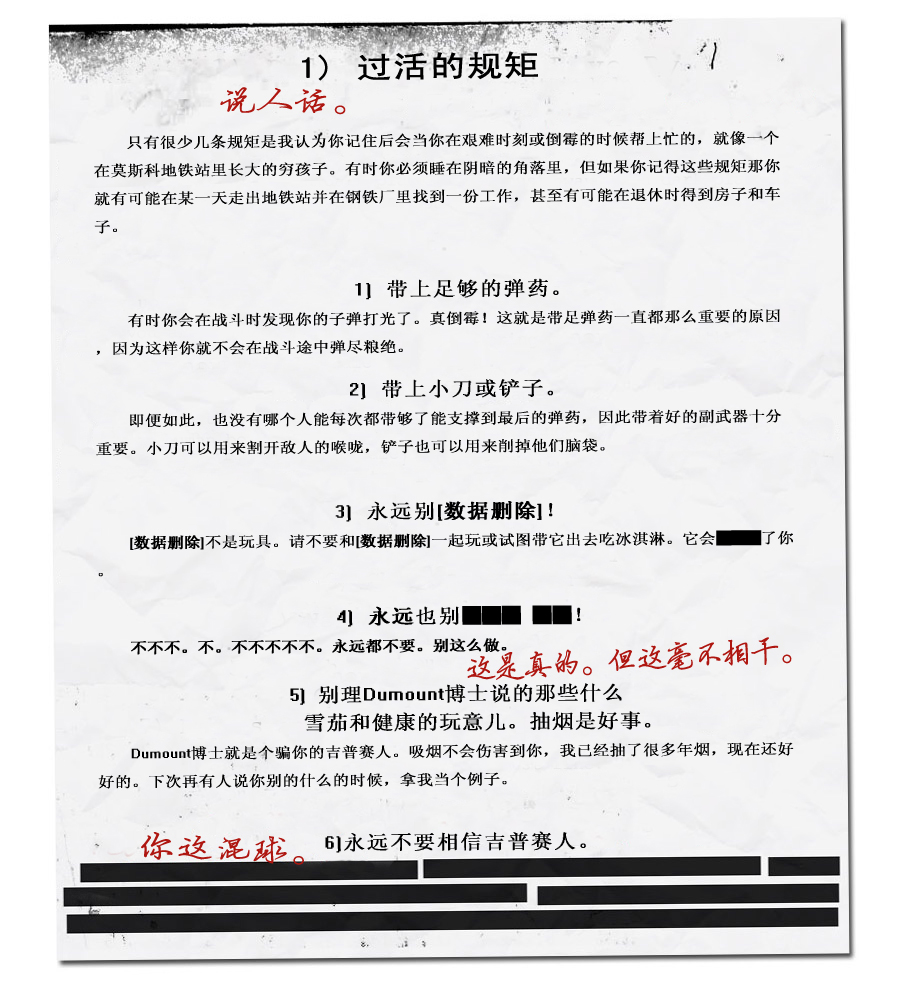 1） 过活的规矩
说人话。
只有很少几条规矩是我认为你记住后会当你在艰难时刻或倒霉的时候帮上忙的，就像一个
在莫斯科地铁站里长大的穷孩子。有时你必须睡在阴暗的角落里，但如果你记得这些规矩那你
就有可能在某一天走出地铁站并在钢铁厂里找到一份工作，甚至有可能在退休时得到房子和车
子。
1） 带上足够的弹药。
有时你会在战斗时发现你的子弹打光了。真倒霉！这就是带足弹药一直都那么重要的原因
，因为这样你就不会在战斗途中弹尽粮绝。
2） 带上小刀或铲子。
即便如此，也没有哪个人能每次都带够了能支撑到最后的弹药，因此带着好的副武器十分
重要。小刀可以用来割开敌人的喉咙，铲子也可以用来削掉他们脑袋。
3） 永远别[数据删除]！
[数据删除]不是玩具。请不要和[数据删除]一起玩或试图带它出去吃冰淇淋。它会██了你
。
4） 永远也别███ ██！
不不不。不。不不不不不。永远都不要。别这么做。
这是真的。但这毫不相干。
5） 别理Dumount博士说的那些什么
雪茄和健康的玩意儿。抽烟是好事。
Dumount博士就是个骗你的吉普赛人。吸烟不会伤害到你，我已经抽了很多年烟，现在还好
好的。下次再有人说你别的什么的时候，拿我当个例子。
你这混球。
6）永远不要相信吉普赛人。